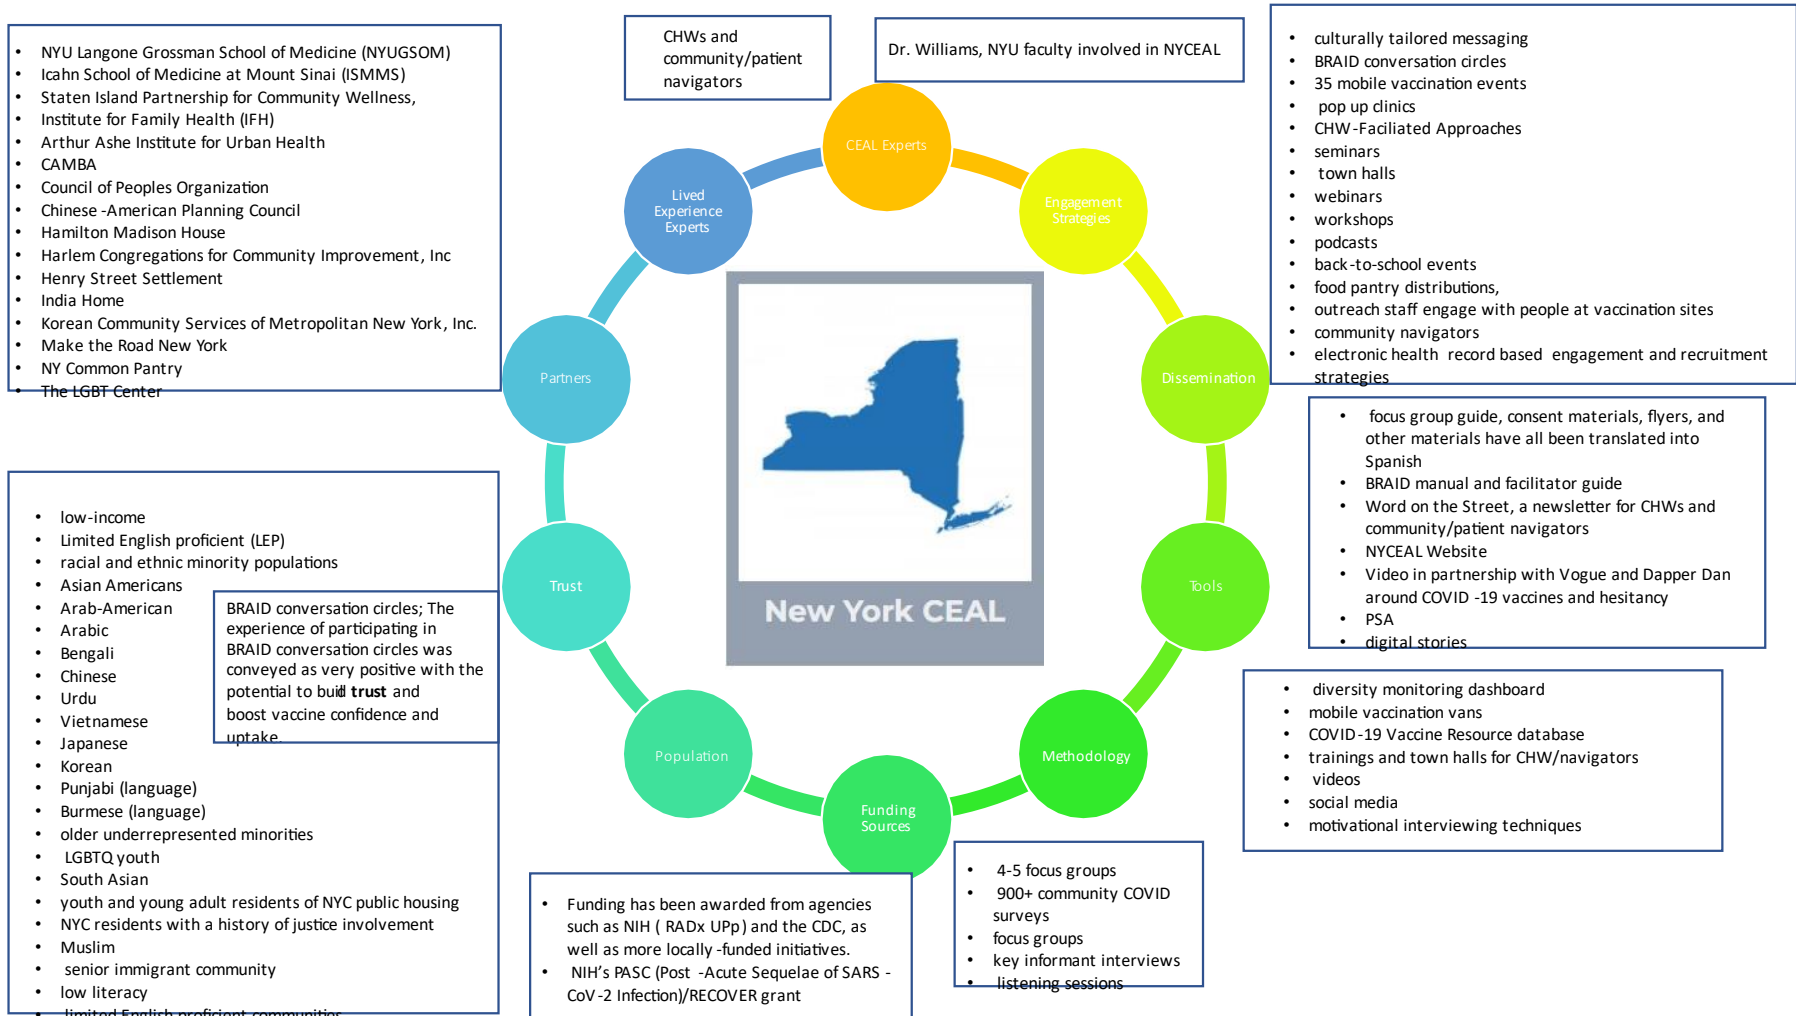 • NYU Langone Grossman School of Medicine (NYUGSOM)
• Icahn School of Medicine at Mount Sinai (ISMMS)
• Staten Island Partnership for Community Wellness,
• Institute for Family Health (IFH)
• Arthur Ashe Institute for Urban Health
• CAMBA
• Council of Peoples Organization
• Chinese -American Planning Council
• Hamilton Madison House
• Harlem Congregations for Community Improvement, Inc
• Henry Street Settlement
• India Home
• Korean Community Services of Metropolitan New York, Inc.
• Make the Road New York
• NY Common Pantry
• The LGBT Center
CHWs and
community/patient
navigators
Dr. Williams, NYU faculty involved in NYCEAL
• culturally tailored messaging
• BRAID conversation circles
• 35 mobile vaccination events
• pop up clinics
• CHW-Faciliated Approaches
• seminars
• town halls
• webinars
• workshops
• podcasts
• back-to-school events
• food pantry distributions,
• outreach staff engage with people at vaccination sites
• community navigators
• electronic health record based engagement and recruitment
strategies
CEAL Experts
Lived
Experience
Experts
Engagement
Strategies
Partners
Dissemination
Trust
Tools
Population
Methodology
Funding
Sources
New York CEAL
• focus group guide, consent materials, flyers, and
other materials have all been translated into
Spanish
• BRAID manual and facilitator guide
• Word on the Street, a newsletter for CHWs and
community/patient navigators
• NYCEAL Website
• Video in partnership with Vogue and Dapper Dan
around COVID -19 vaccines and hesitancy
• PSA
• digital stories
• low-income
• Limited English proficient (LEP)
• racial and ethnic minority populations
• Asian Americans
• Arab-American
• Arabic
• Bengali
• Chinese
• Urdu
• Vietnamese
• Japanese
• Korean
• Punjabi (language)
• Burmese (language)
• older underrepresented minorities
• LGBTQ youth
• South Asian
• youth and young adult residents of NYC public housing
• NYC residents with a history of justice involvement
• Muslim
• senior immigrant community
• low literacy
• limited English proficient communities
BRAID conversation circles; The
experience of participating in
BRAID conversation circles was
conveyed as very positive with the
potential to build trust and
boost vaccine confidence and
uptake.
• diversity monitoring dashboard
• mobile vaccination vans
• COVID-19 Vaccine Resource database
• trainings and town halls for CHW/navigators
• videos
• social media
• motivational interviewing techniques
• Funding has been awarded from agencies
such as NIH ( RADx UPp) and the CDC, as
well as more locally -funded initiatives.
• NIH's PASC (Post -Acute Sequelae of SARS -
CoV-2 Infection)/RECOVER grant
• 4-5 focus groups
• 900+ community COVID
surveys
• focus groups
• key informant interviews
• listening sessions